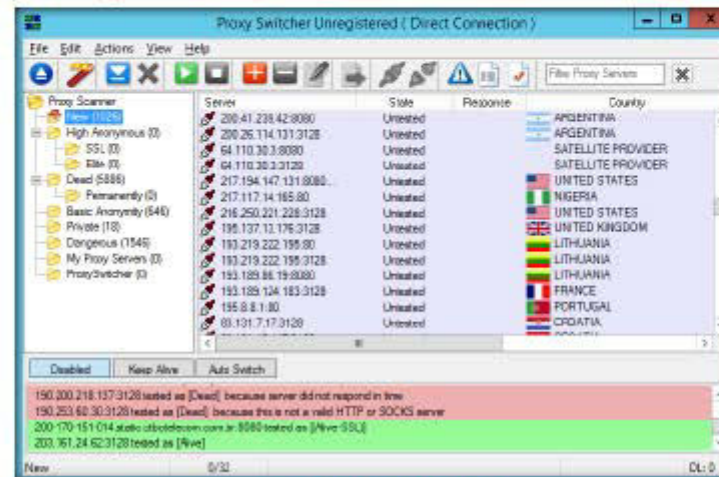 Proxy Switcher Unregistered ( Direct Connection )
File Edit Actions View Help
Filter Proxy Servers
Proxy Scanner
New (1026)
High Anonymous (0)
SSL (0)
Elite (0)
Dead (5886)
Permanently (0)
Basic Anonymity (646)
Private (18)
Dangerous (1546)
My Proxy Servers (0)
ProxySwitcher (0)
Server State Response Country
200.41.238.42:8080 Untested ARGENTINA
200.26.114.131:3128 Untested ARGENTINA
64.110.30.3:8080 Untested SATELLITE PROVIDER
64.110.30.3:3128 Untested SATELLITE PROVIDER
217.194.147.131:8080... Untested UNITED STATES
217.117.14.165:80 Untested NIGERIA
216.250.221.228:3128 Untested UNITED STATES
195.137.13.176:3128 Untested UNITED KINGDOM
193.219.222.195:80 Untested LITHUANIA
193.219.222.195:3128 Untested LITHUANIA
193.189.86.19:8080 Untested LITHUANIA
193.189.124.183:3128 Untested FRANCE
195.8.8.1:80 Untested PORTUGAL
83.131.7.17:3128 Untested CROATIA
Disabled Keep Alive Auto Switch
190.200.218.137:3128 tested as [Dead] because server did not respond in time
190.253.60.30:3128 tested as [Dead] because this is not a valid HTTP or SOCKS server
200-170-151-014.static.utbotelecom.com.br:8080 tested as [(Alive-SSL)]
203.161.24.62:3128 tested as [Alive]
New 0/32 DL: 0